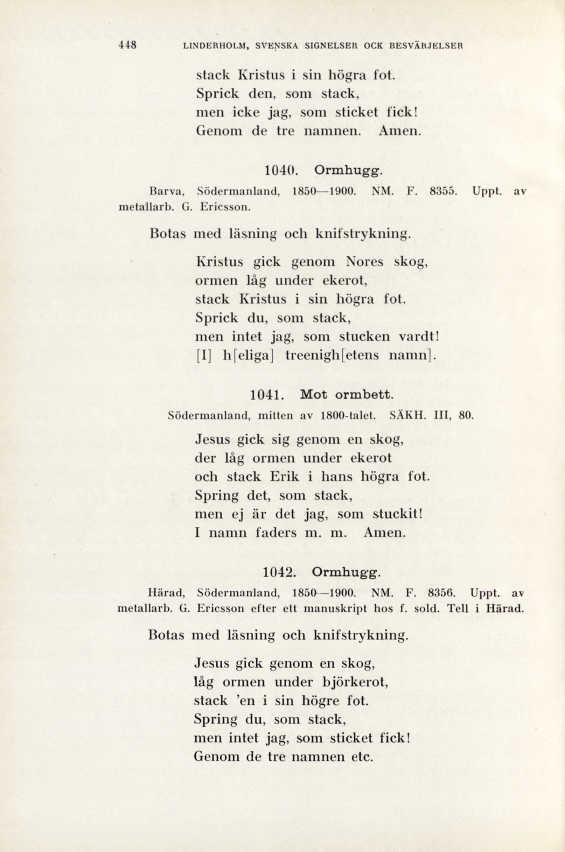 448 LINDERHOLM, SVENSKA SIGNELSER OCK BESVÄRJELSER
stack Kristus i sin högra fot.
Sprick den, som stack,
men icke jag, som sticket fick!
Genom de tre namnen. Amen.
1040. Ormhugg.
Barva, Södermanland, 1850—1900. NM. F. 8355. Uppt. av
metallarb. G. Ericsson.
Botas med läsning och knifstrykning.
Kristus gick genom Nores skog,
ormen låg under ekerot,
stack Kristus i sin högra fot.
Sprick du, som stack,
men intet jag, som stucken vardt!
[I] h[eliga] treenigh[etens namn].
1041. Mot ormbett.
Södermanland, mitten av 1800-talet. SÄKH. III, 80.
Jesus gick sig genom en skog,
der låg ormen under ekerot
och stack Erik i hans högra fot.
Spring det, som stack,
men ej är det jag, som stuckit!
I namn faders m. m. Amen.
1042. Ormhugg.
Härad, Södermanland, 1850—1900. NM. F. 8356. Uppt. av
metallarb. G. Ericsson efter ett manuskript hos f. sold. Tell i Härad.
Botas med läsning och knifstrykning.
Jesus gick genom en skog,
låg ormen under björkerot,
stack 'en i sin högre fot.
Spring du, som stack,
men intet jag, som sticket fick!
Genom de tre namnen etc.